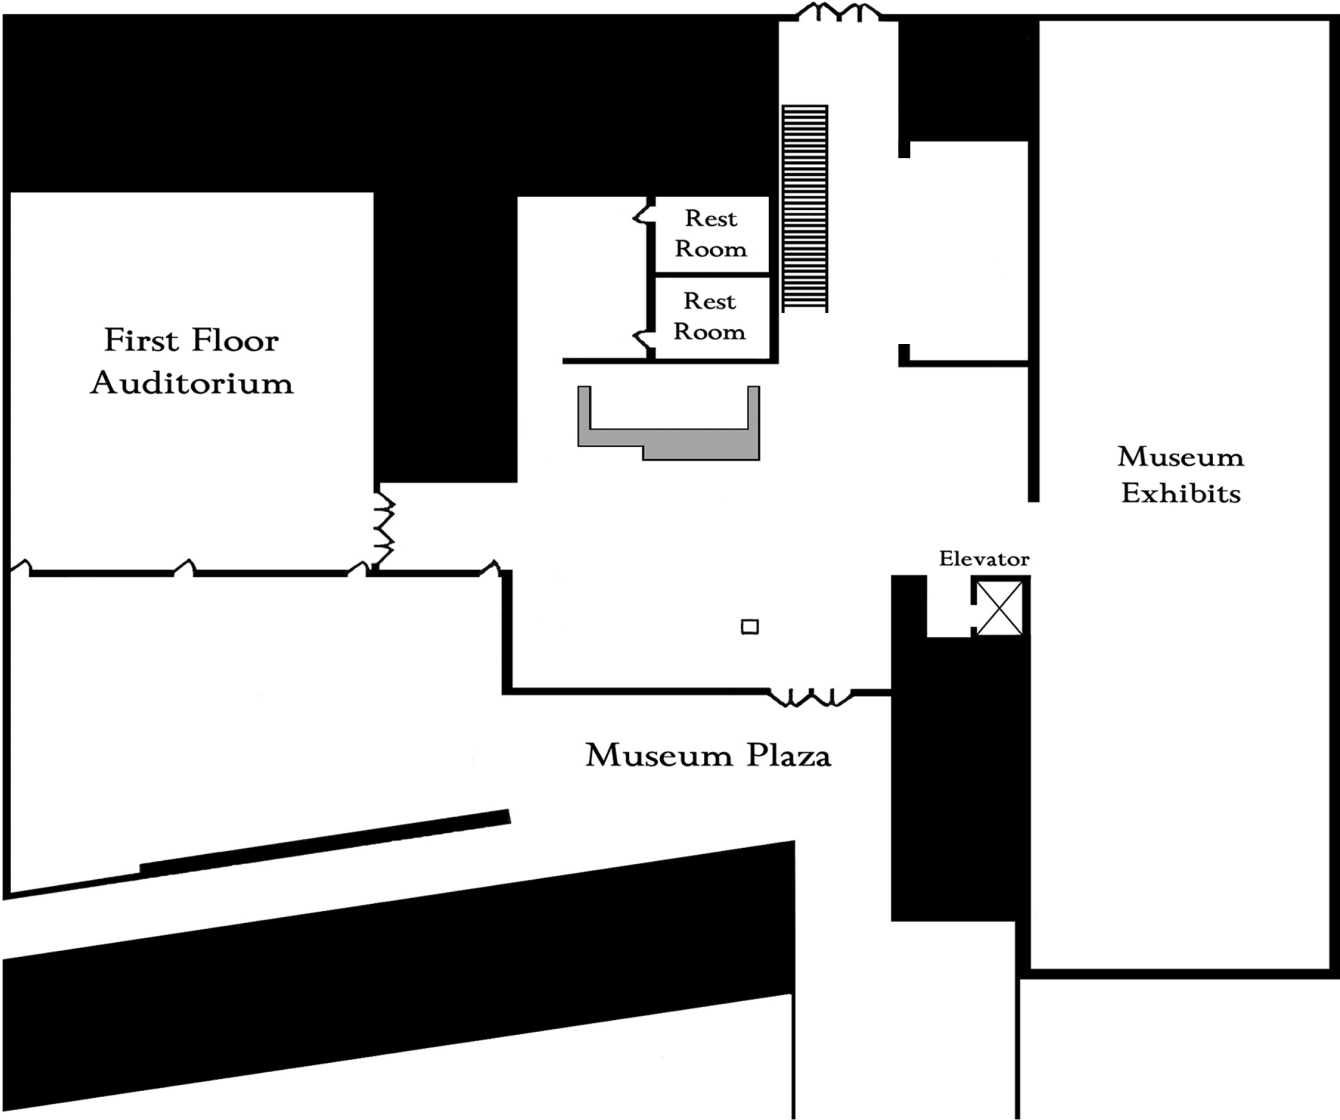 Rest
Room
Rest
Room
First Floor
Auditorium
Museum
Exhibits
Elevator
Museum Plaza